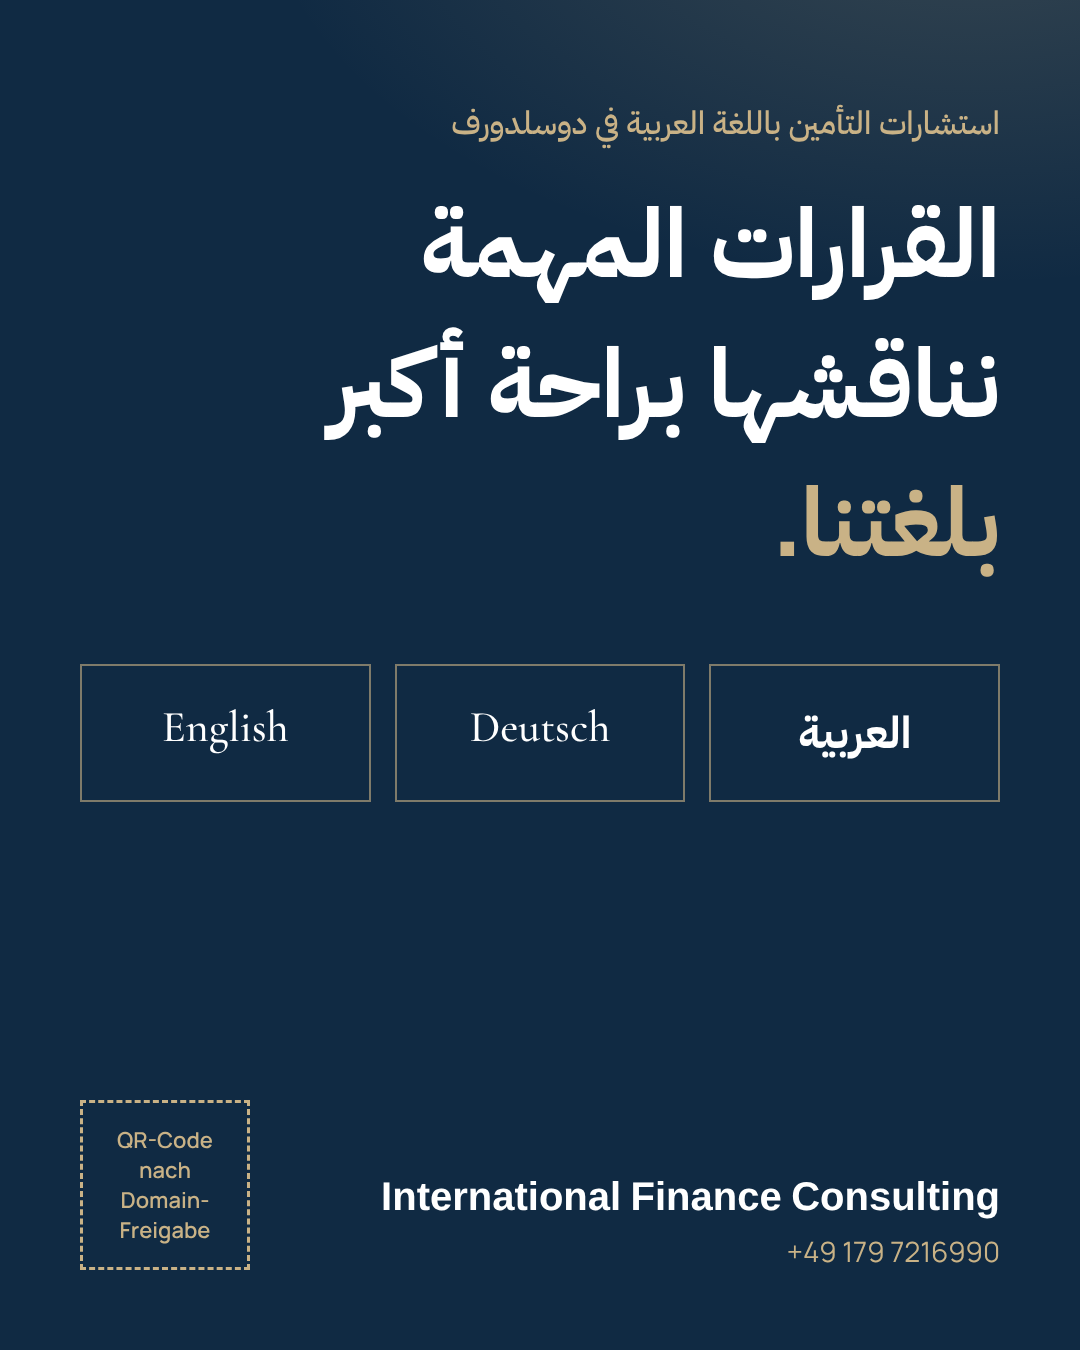 استشارات التأمين باللغة العربية في دوسلدورف
القرارات المهمة
نناقشها براحة أكبر
بلغتنا.
العربية
Deutsch
English
QR-Code
nach
Domain-
Freigabe
International Finance Consulting
+49 179 7216990